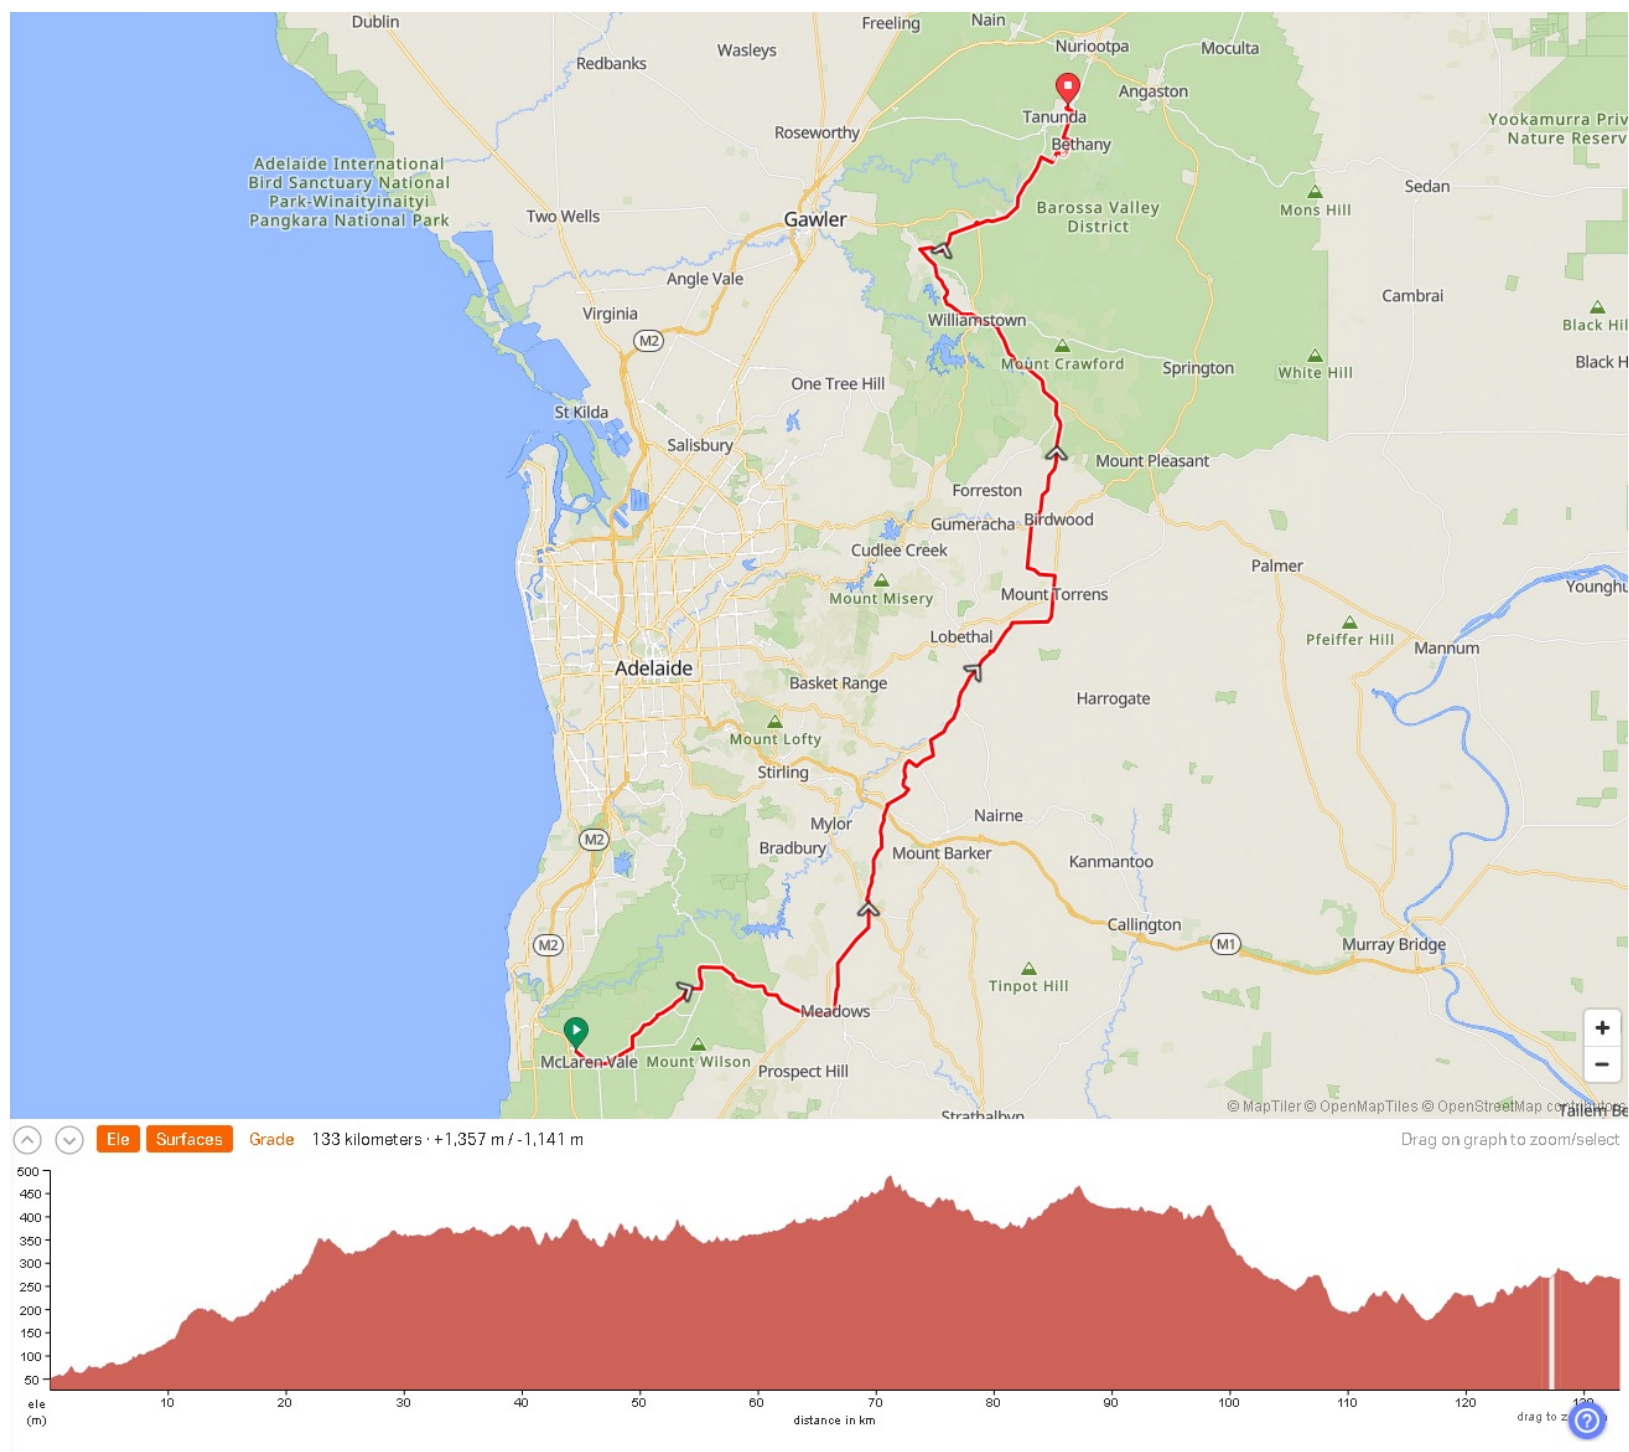 Dublin
Freeling
Nain
Nuriootpa
Moculta
Wasleys
Redbanks
Angaston
Tanunda
Roseworthy
Bethany
Yookamurra Priv
Nature Reserv
Adelaide International
Bird Sanctuary National
Park-Winaityinaityi
Pangkara National Park
Sedan
Two Wells
Gawler
Barossa Valley
District
Mons Hill
Angle Vale
Cambrai
Virginia
Williamstown
Black Hil
M2
Mount Crawford
Springton
White Hill
Black H
One Tree Hill
St Kilda
Salisbury
Mount Pleasant
Forreston
Gumeracha
Birdwood
Cudlee Creek
Palmer
Mount Misery
Mount Torrens
Younghu
Lobethal
Pfeiffer Hill
Mannum
Adelaide
Basket Range
Harrogate
Mount Lofty
Stirling
Mylor
Nairne
M2
Bradbury
Mount Barker
Kanmantoo
Callington
M2
M1
Murray Bridge
Tinpot Hill
Meadows
+
McLaren Vale
Mount Wilson
Prospect Hill
−
Strathalbyn
© MapTiler © OpenMapTiles © OpenStreetMap contributors
Tailem Be
Ele
Surfaces
Grade
133 kilometers · +1,357 m / -1,141 m
Drag on graph to zoom/select
500
450
400
350
300
250
200
150
100
50
ele
(m)
10
20
30
40
50
60
70
80
90
100
110
120
130
distance in km
drag to z
?